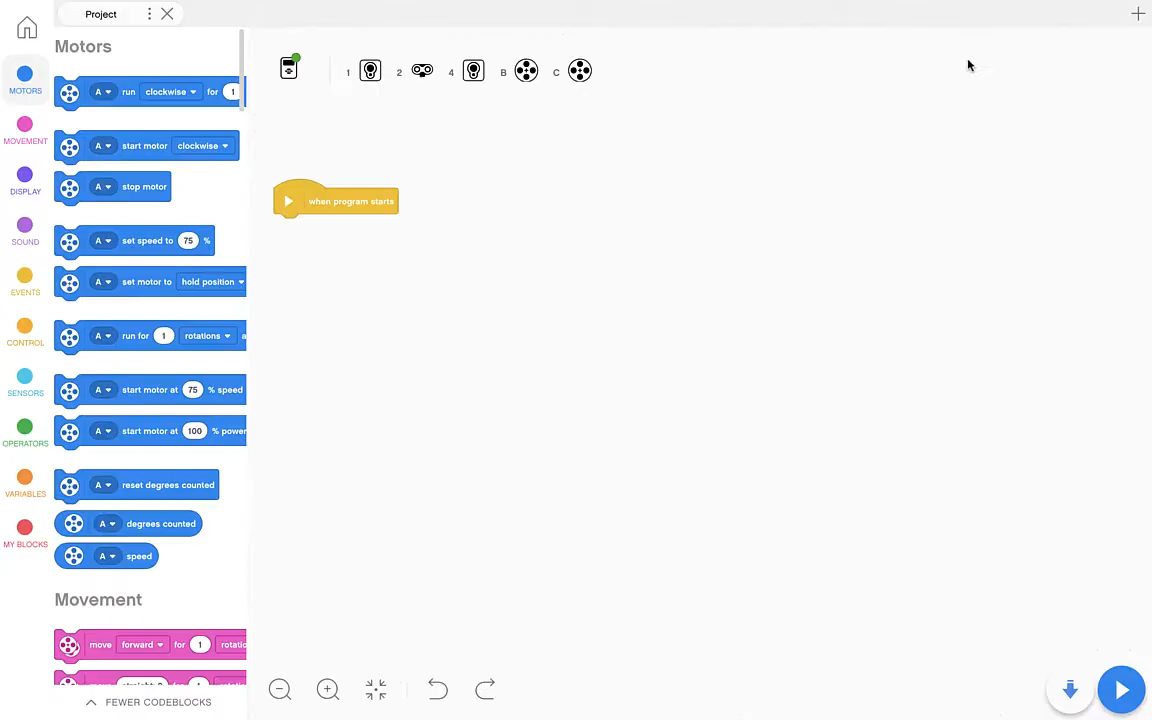 Project
Motors
MOTORS
A run clockwise for 1
MOVEMENT
A start motor clockwise
DISPLAY
A stop motor
SOUND
A set speed to 75 %
EVENTS
A set motor to hold position
CONTROL
A run for 1 rotations a
SENSORS
A start motor at 75 % speed
OPERATORS
A start motor at 100 % power
VARIABLES
A reset degrees counted
MY BLOCKS
A degrees counted
A speed
Movement
move forward for 1 rotatio
FEWER CODEBLOCKS
1 2 4 B C
when program starts